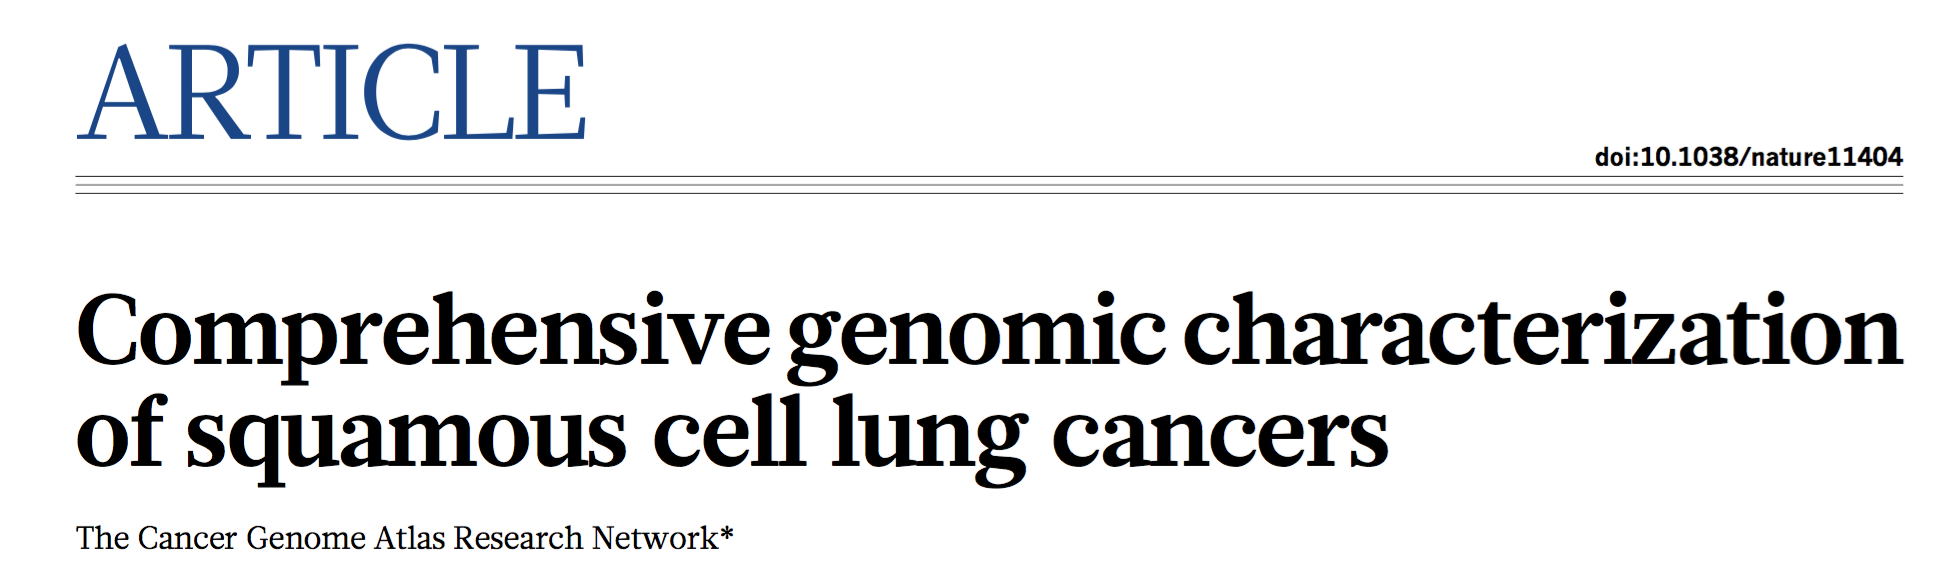 ARTICLE
doi:10.1038/nature11404
Comprehensive genomic characterization
of squamous cell lung cancers
The Cancer Genome Atlas Research Network*